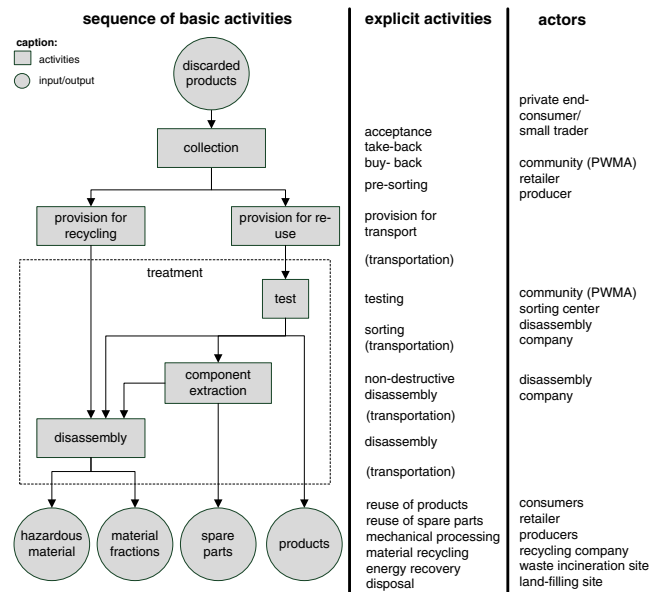 sequence of basic activities
caption:
activities
input/output
discarded
products
collection
provision for
recycling
provision for re-
use
treatment
test
component
extraction
disassembly
hazardous
material
material
fractions
spare
parts
products
explicit activities
acceptance
take-back
buy- back
pre-sorting
provision for
transport
(transportation)
testing
sorting
(transportation)
non-destructive
disassembly
(transportation)
disassembly
(transportation)
reuse of products
reuse of spare parts
mechanical processing
material recycling
energy recovery
disposal
actors
private end-
consumer/
small trader
community (PWMA)
retailer
producer
community (PWMA)
sorting center
disassembly
company
disassembly
company
consumers
retailer
producers
recycling company
waste incineration site
land-filling site